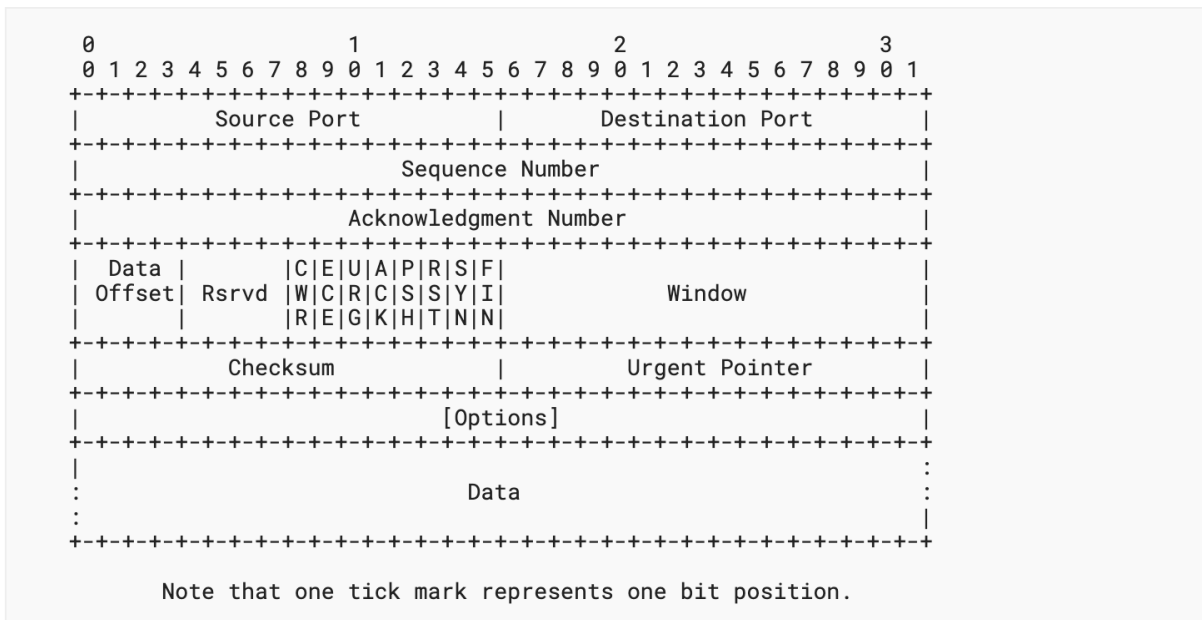 0                   1                   2                   3
 0 1 2 3 4 5 6 7 8 9 0 1 2 3 4 5 6 7 8 9 0 1 2 3 4 5 6 7 8 9 0 1
+-+-+-+-+-+-+-+-+-+-+-+-+-+-+-+-+-+-+-+-+-+-+-+-+-+-+-+-+-+-+-+-+
|          Source Port          |       Destination Port        |
+-+-+-+-+-+-+-+-+-+-+-+-+-+-+-+-+-+-+-+-+-+-+-+-+-+-+-+-+-+-+-+-+
|                        Sequence Number                        |
+-+-+-+-+-+-+-+-+-+-+-+-+-+-+-+-+-+-+-+-+-+-+-+-+-+-+-+-+-+-+-+-+
|                    Acknowledgment Number                      |
+-+-+-+-+-+-+-+-+-+-+-+-+-+-+-+-+-+-+-+-+-+-+-+-+-+-+-+-+-+-+-+-+
|  Data |       |C|E|U|A|P|R|S|F|                               |
| Offset| Rsrvd |W|C|R|C|S|S|Y|I|            Window             |
|       |       |R|E|G|K|H|T|N|N|                               |
+-+-+-+-+-+-+-+-+-+-+-+-+-+-+-+-+-+-+-+-+-+-+-+-+-+-+-+-+-+-+-+-+
|           Checksum            |         Urgent Pointer        |
+-+-+-+-+-+-+-+-+-+-+-+-+-+-+-+-+-+-+-+-+-+-+-+-+-+-+-+-+-+-+-+-+
|                           [Options]                           |
+-+-+-+-+-+-+-+-+-+-+-+-+-+-+-+-+-+-+-+-+-+-+-+-+-+-+-+-+-+-+-+-+
|                                                               :
:                             Data                              :
:                                                               |
+-+-+-+-+-+-+-+-+-+-+-+-+-+-+-+-+-+-+-+-+-+-+-+-+-+-+-+-+-+-+-+-+
       Note that one tick mark represents one bit position.